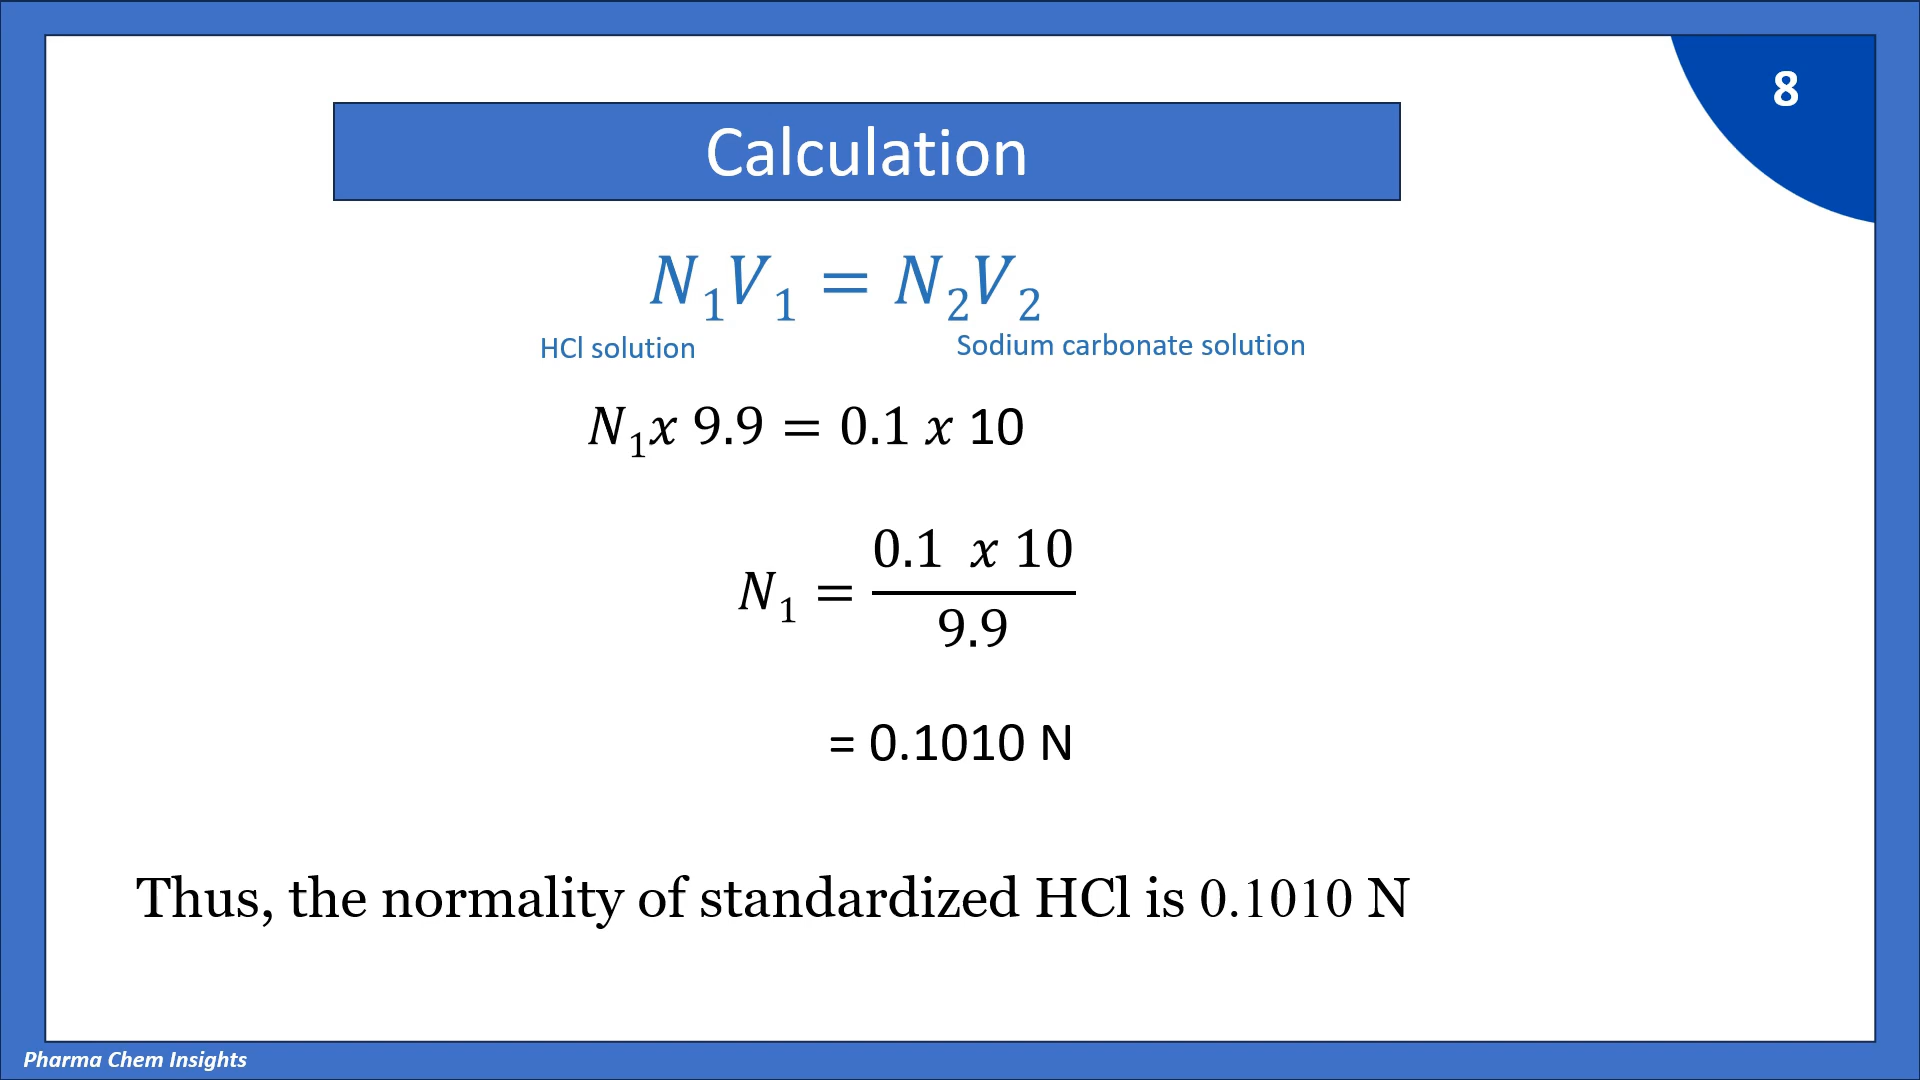 8
Calculation
N₁V₁ = N₂V₂
HCl solution Sodium carbonate solution
N₁x 9.9 = 0.1 x 10
N₁ = 0.1 x 10 / 9.9
= 0.1010 N
Thus, the normality of standardized HCl is 0.1010 N
Pharma Chem Insights